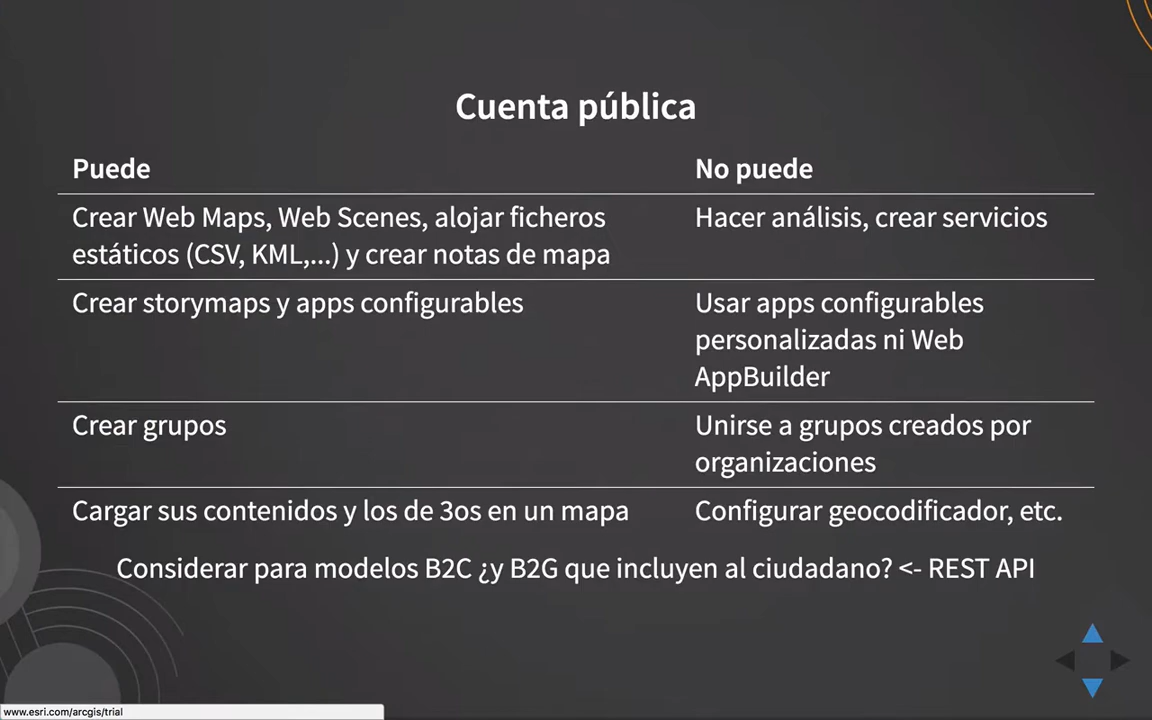 Cuenta pública
Puede
No puede
Crear Web Maps, Web Scenes, alojar ficheros
estáticos (CSV, KML,...) y crear notas de mapa
Hacer análisis, crear servicios
Crear storymaps y apps configurables
Usar apps configurables
personalizadas ni Web
AppBuilder
Crear grupos
Unirse a grupos creados por
organizaciones
Cargar sus contenidos y los de 3os en un mapa
Configurar geocodificador, etc.
Considerar para modelos B2C ¿y B2G que incluyen al ciudadano? <- REST API
www.esri.com/arcgis/trial